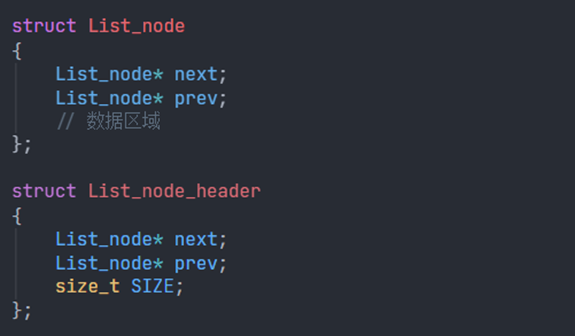 struct List_node
{
    List_node* next;
    List_node* prev;
    // 数据区域
};

struct List_node_header
{
    List_node* next;
    List_node* prev;
    size_t SIZE;
};